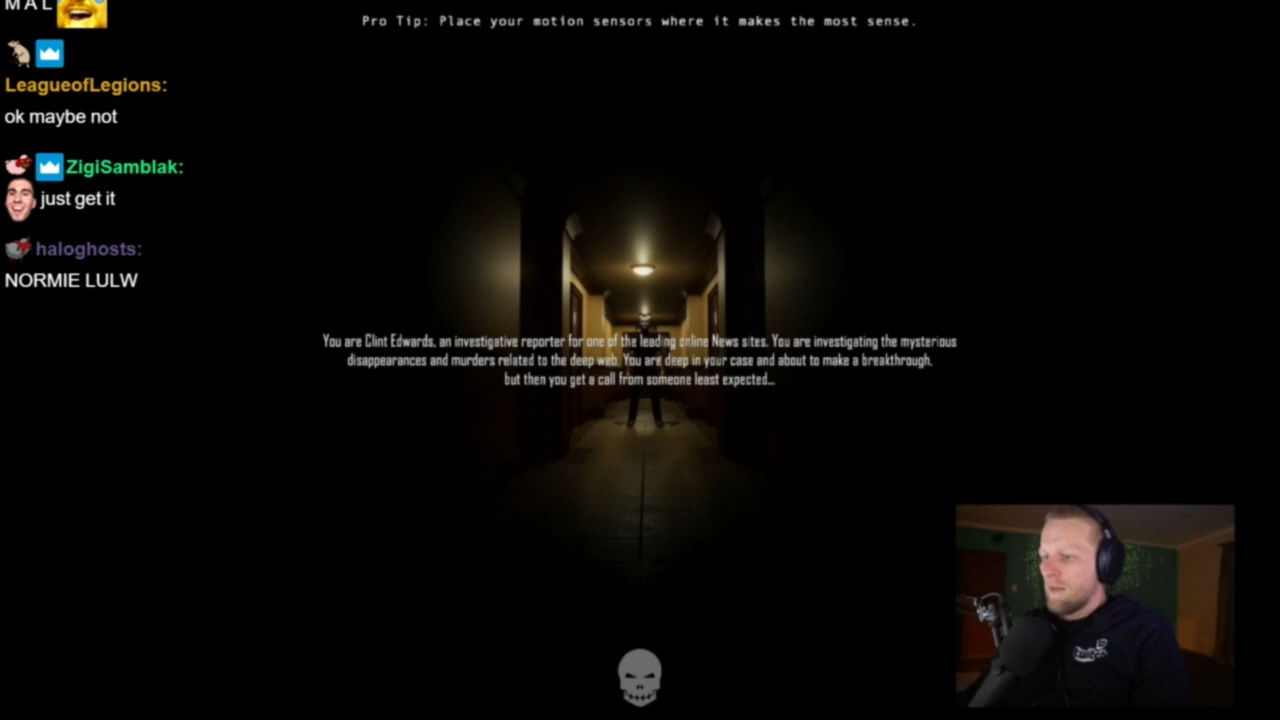 MAL
Pro Tip: Place your motion sensors where it makes the most sense.
LeagueofLegions:
ok maybe not
ZigiSamblak:
just get it
haloghosts:
NORMIE LULW
You are Clint Edwards, an investigative reporter for one of the leading online News sites. You are investigating the mysterious
disappearances and murders related to the deep web. You are deep in your case and about to make a breakthrough,
but then you get a call from someone least expected...